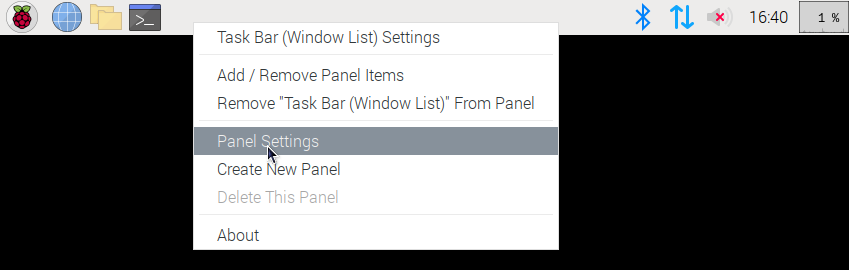 >_
16:40
1 %
Task Bar (Window List) Settings
Add / Remove Panel Items
Remove "Task Bar (Window List)" From Panel
Panel Settings
Create New Panel
Delete This Panel
About